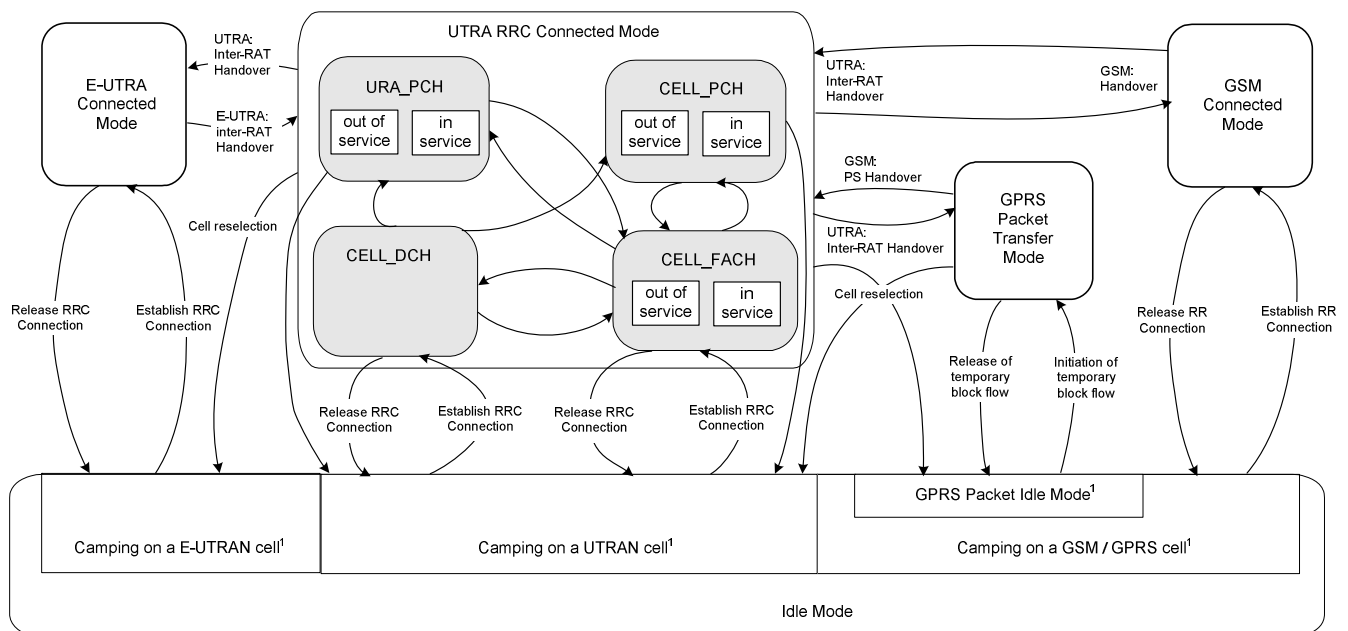 E-UTRA
Connected
Mode
UTRA:
Inter-RAT
Handover
E-UTRA:
inter-RAT
Handover
UTRA RRC Connected Mode
URA_PCH
out of
service
in
service
CELL_PCH
out of
service
in
service
CELL_DCH
CELL_FACH
out of
service
in
service
UTRA:
Inter-RAT
Handover
GSM:
Handover
GSM
Connected
Mode
GSM:
PS Handover
UTRA:
Inter-RAT Handover
GPRS
Packet
Transfer
Mode
Cell reselection
Cell reselection
Release RRC
Connection
Establish RRC
Connection
Release RRC
Connection
Establish RRC
Connection
Release RRC
Connection
Establish RRC
Connection
Release of
temporary
block flow
Initiation of
temporary
block flow
Release RR
Connection
Establish RR
Connection
GPRS Packet Idle Mode¹
Camping on a E-UTRAN cell¹
Camping on a UTRAN cell¹
Camping on a GSM / GPRS cell¹
Idle Mode